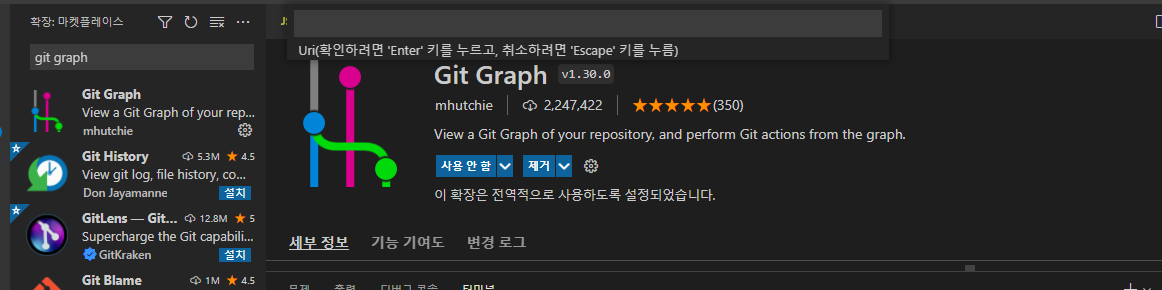 확장: 마켓플레이스
git graph
Git Graph
View a Git Graph of your rep...
mhutchie
Git History
5.3M
4.5
View git log, file history, co...
Don Jayamanne
설치
GitLens — Git...
12.8M
5
Supercharge the Git capabili...
GitKraken
설치
Git Blame
1M
4.5
JS
Uri(확인하려면 'Enter' 키를 누르고, 취소하려면 'Escape' 키를 누름)
Git Graph
v1.30.0
mhutchie
2,247,422
(350)
View a Git Graph of your repository, and perform Git actions from the graph.
사용 안 함
제거
이 확장은 전역적으로 사용하도록 설정되었습니다.
세부 정보
기능 기여도
변경 로그